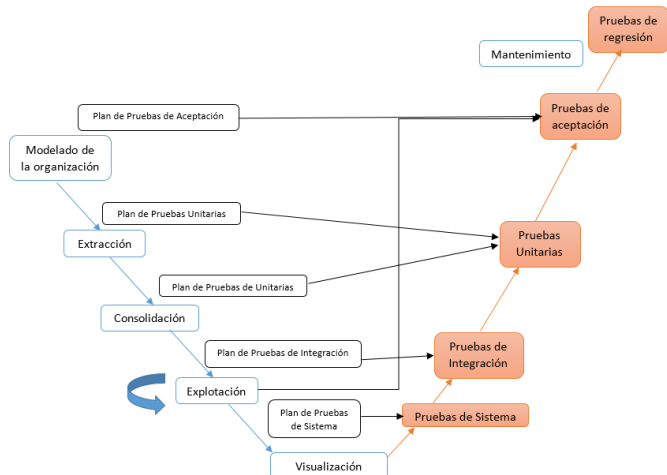 Pruebas de
regresión
Mantenimiento
Plan de Pruebas de Aceptación
Pruebas de
aceptación
Modelado de
la organización
Plan de Pruebas Unitarias
Extracción
Pruebas
Unitarias
Plan de Pruebas de Unitarias
Consolidación
Plan de Pruebas de Integración
Pruebas de
Integración
Explotación
Plan de Pruebas
de Sistema
Pruebas de Sistema
Visualización